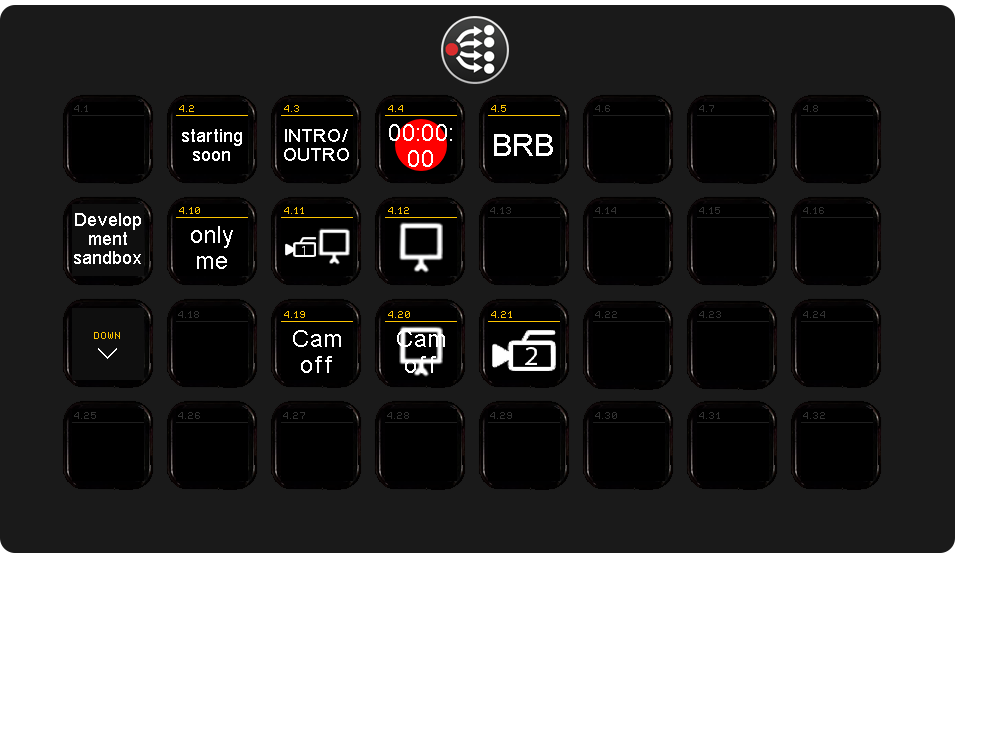 4.1
4.2
4.3
4.4
4.5
4.6
4.7
4.8
starting
soon
INTRO/
OUTRO
00:00:
00
BRB
Develop
ment
sandbox
4.10
4.11
4.12
4.13
4.14
4.15
4.16
only
me
1
DOWN
4.18
4.19
4.20
4.21
4.22
4.23
4.24
Cam
off
Cam
off
2
4.25
4.26
4.27
4.28
4.29
4.30
4.31
4.32